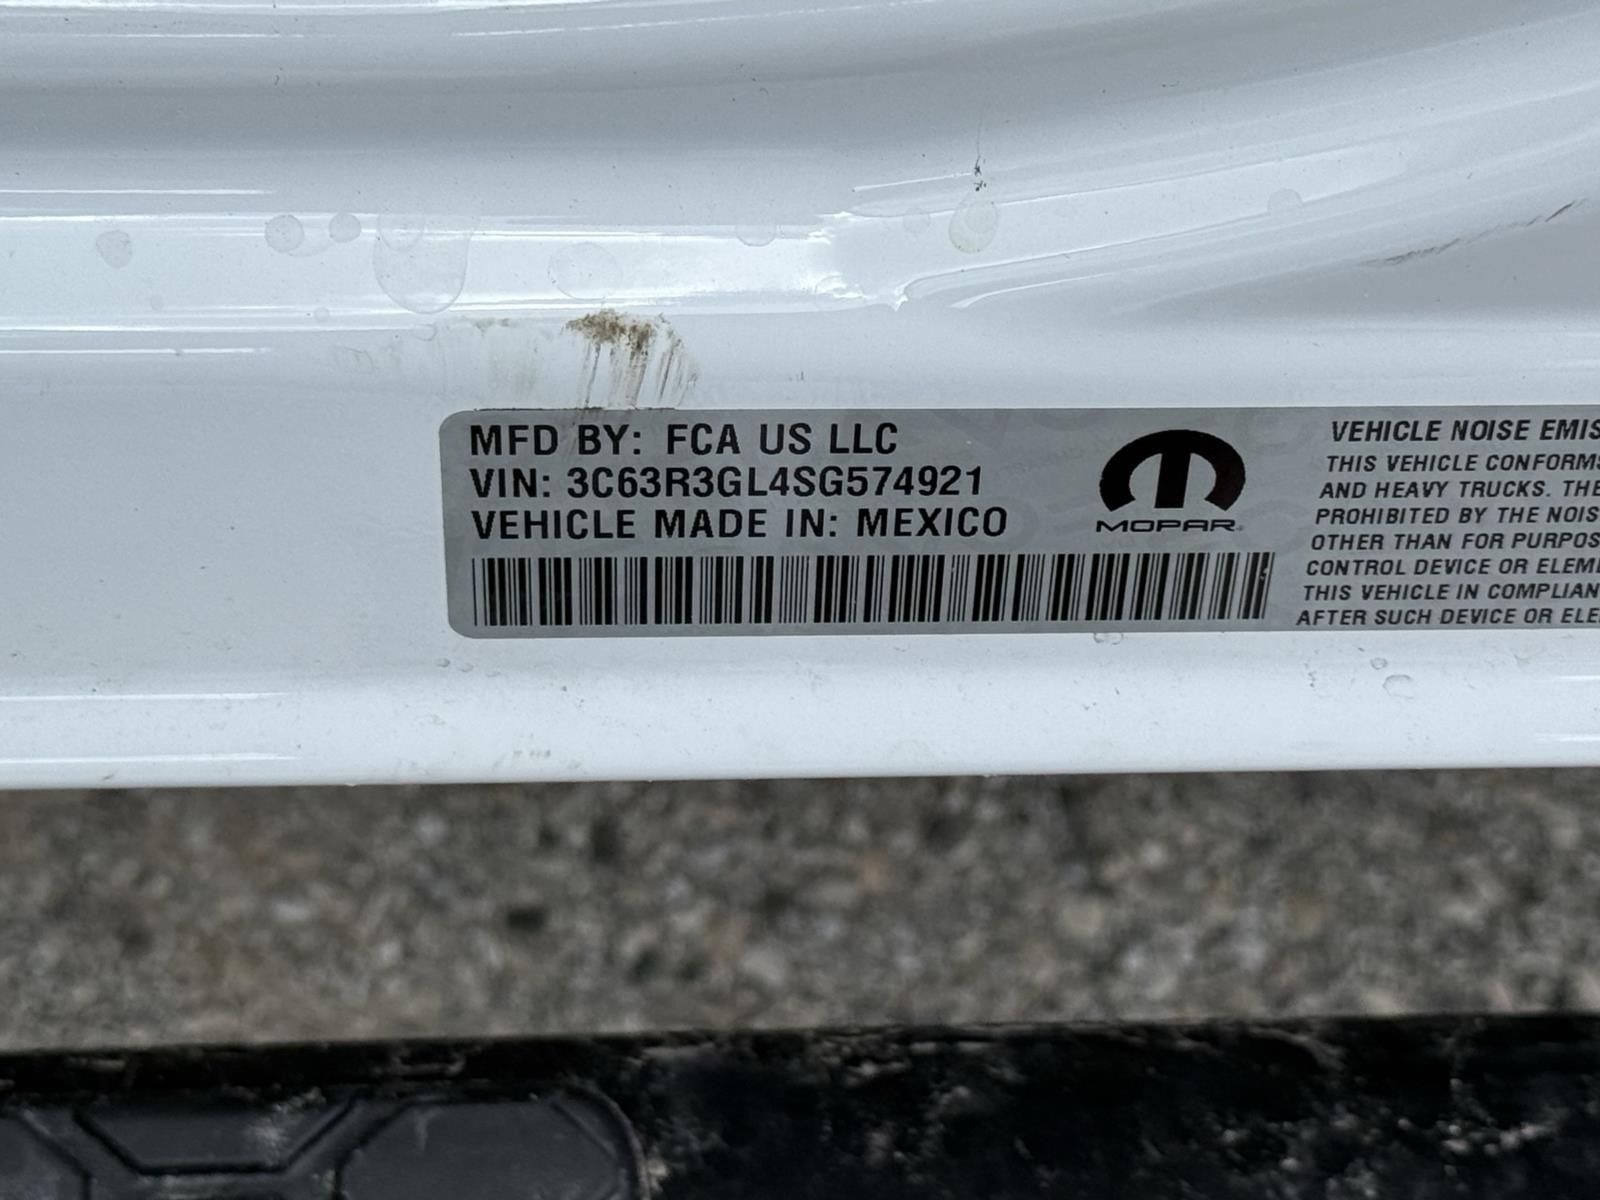 MFD BY: FCA US LLC
VIN: 3C63R3GL4SG574921
VEHICLE MADE IN: MEXICO
MOPAR
VEHICLE NOISE EMIS
THIS VEHICLE CONFORMS
AND HEAVY TRUCKS. THE
PROHIBITED BY THE NOIS
OTHER THAN FOR PURPOS
CONTROL DEVICE OR ELEME
THIS VEHICLE IN COMPLIAN
AFTER SUCH DEVICE OR ELE